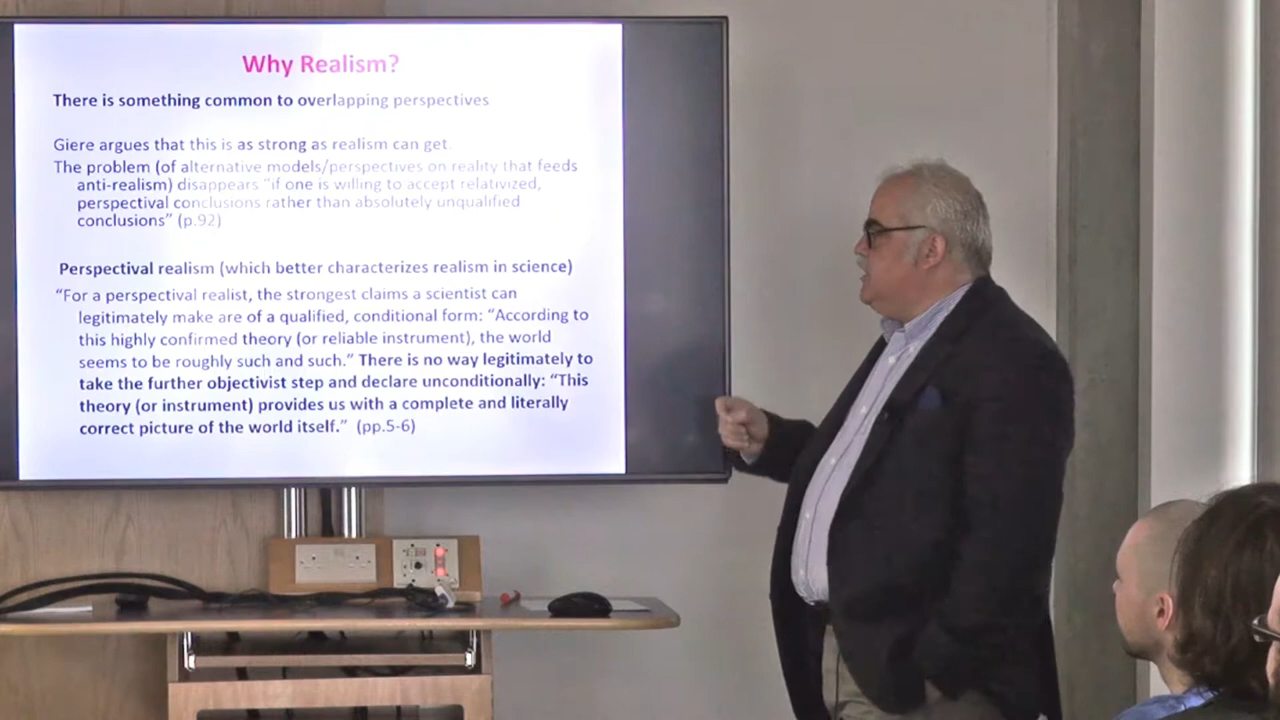 Why Realism?
There is something common to overlapping perspectives
Giere argues that this is as strong as realism can get.
The problem (of alternative models/perspectives on reality that feeds
anti-realism) disappears “if one is willing to accept relativized,
perspectival conclusions rather than absolutely unqualified
conclusions” (p.92)
Perspectival realism (which better characterizes realism in science)
“For a perspectival realist, the strongest claims a scientist can
legitimately make are of a qualified, conditional form: “According to
this highly confirmed theory (or reliable instrument), the world
seems to be roughly such and such.” There is no way legitimately to
take the further objectivist step and declare unconditionally: “This
theory (or instrument) provides us with a complete and literally
correct picture of the world itself.” (pp.5-6)